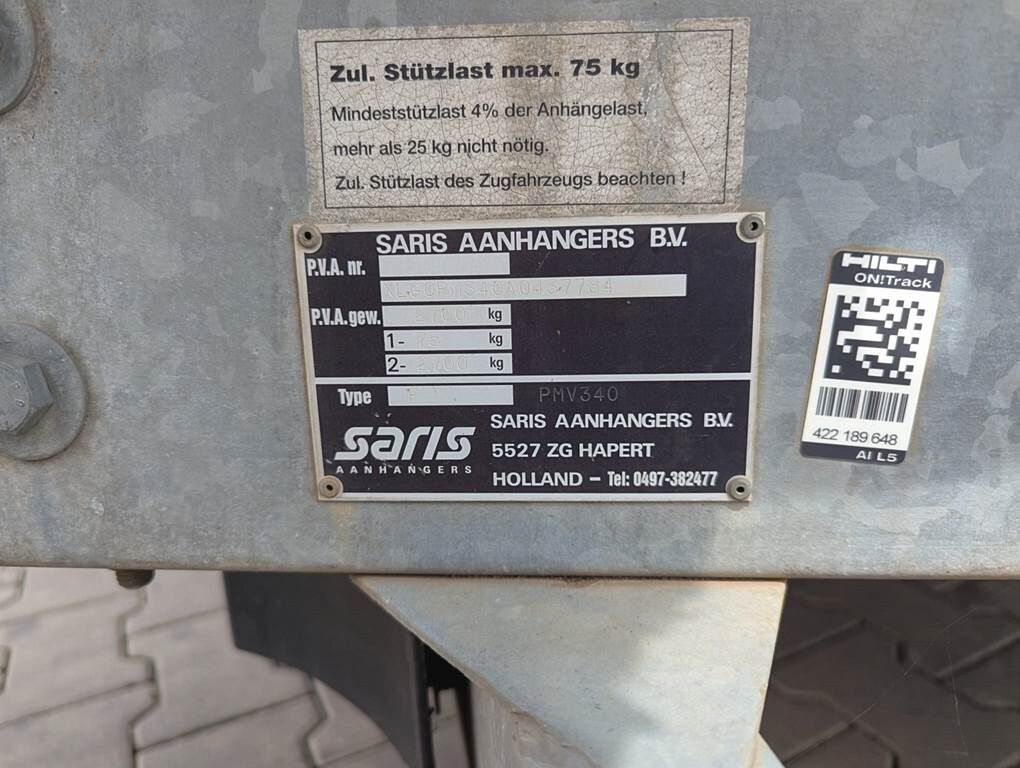 Zul. Stützlast max. 75 kg
Mindeststützlast 4% der Anhängelast,
mehr als 25 kg nicht nötig.
Zul. Stützlast des Zugfahrzeugs beachten !
SARIS AANHANGERS B.V.
P.V.A. nr.
P.V.A. gew. kg
1- 75 kg
2- kg
Type PMV340
saris
AANHANGERS
SARIS AANHANGERS B.V.
5527 ZG HAPERT
HOLLAND – Tel: 0497-382477
HILTI
ON!Track
422 189 648
AI L5